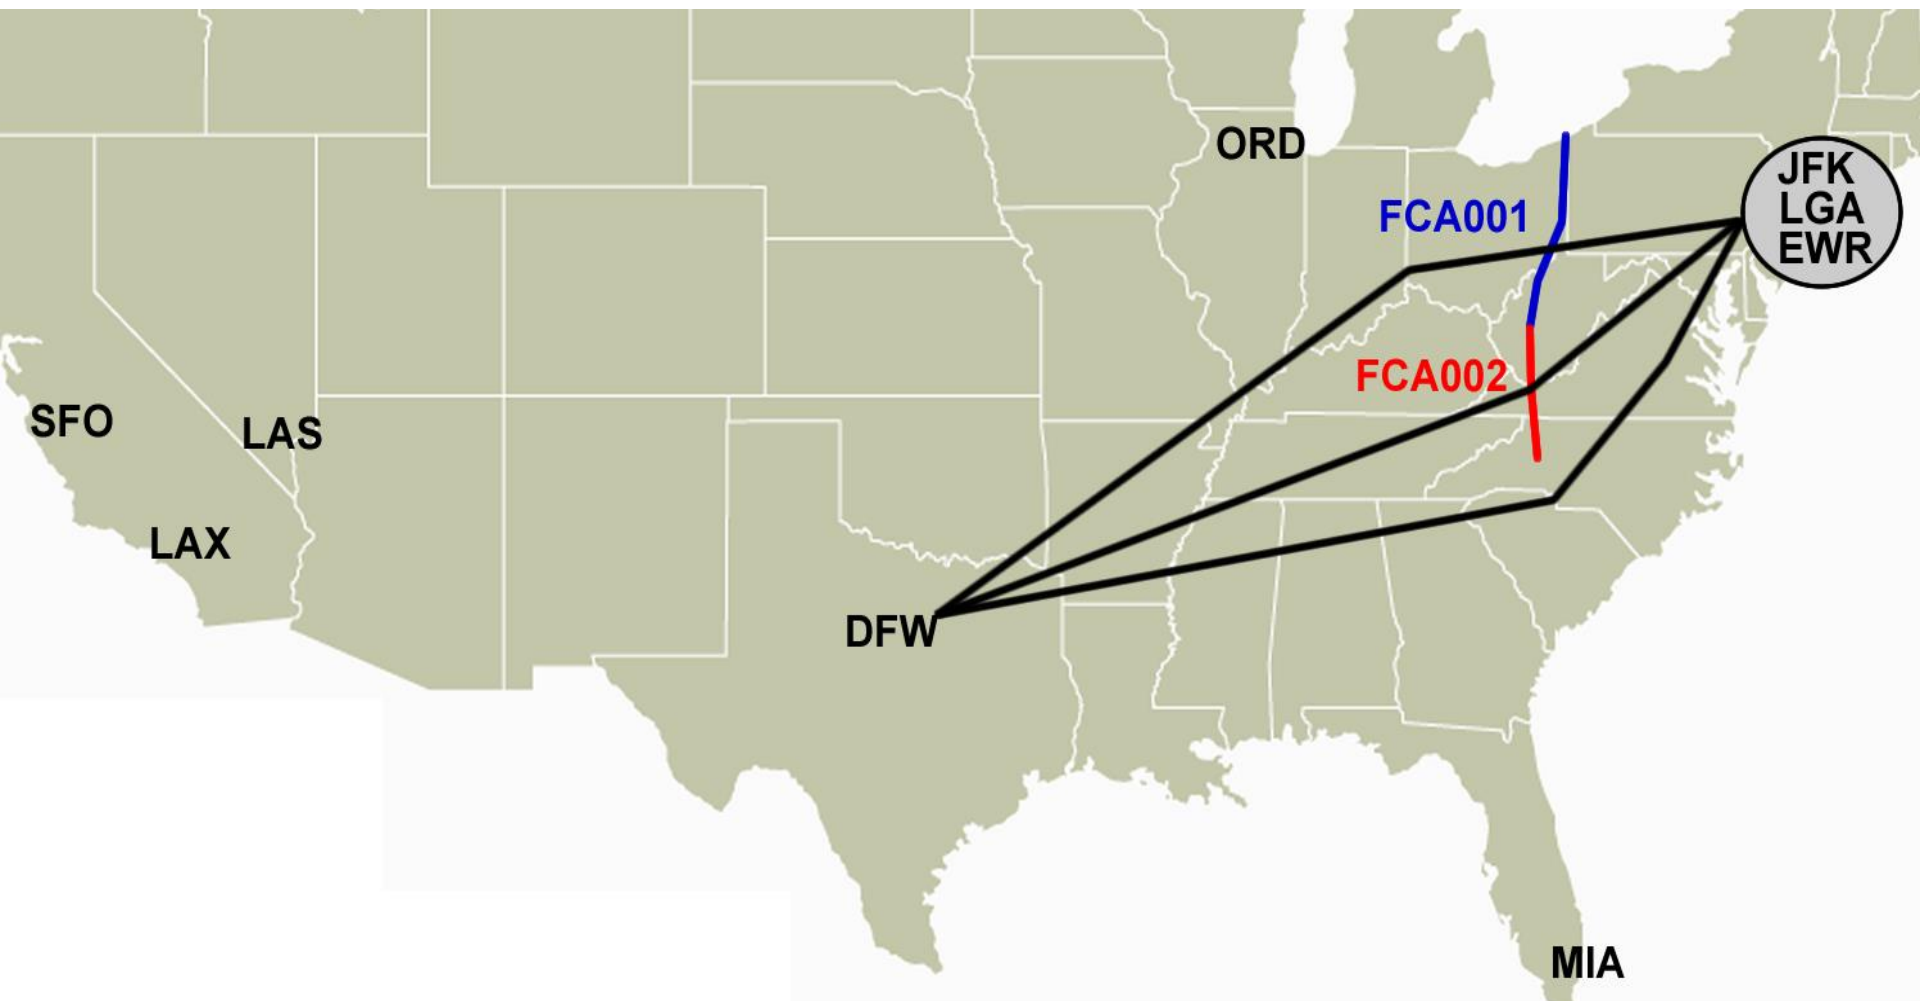 ORD
JFK
LGA
EWR
FCA001
FCA002
SFO
LAS
LAX
DFW
MIA